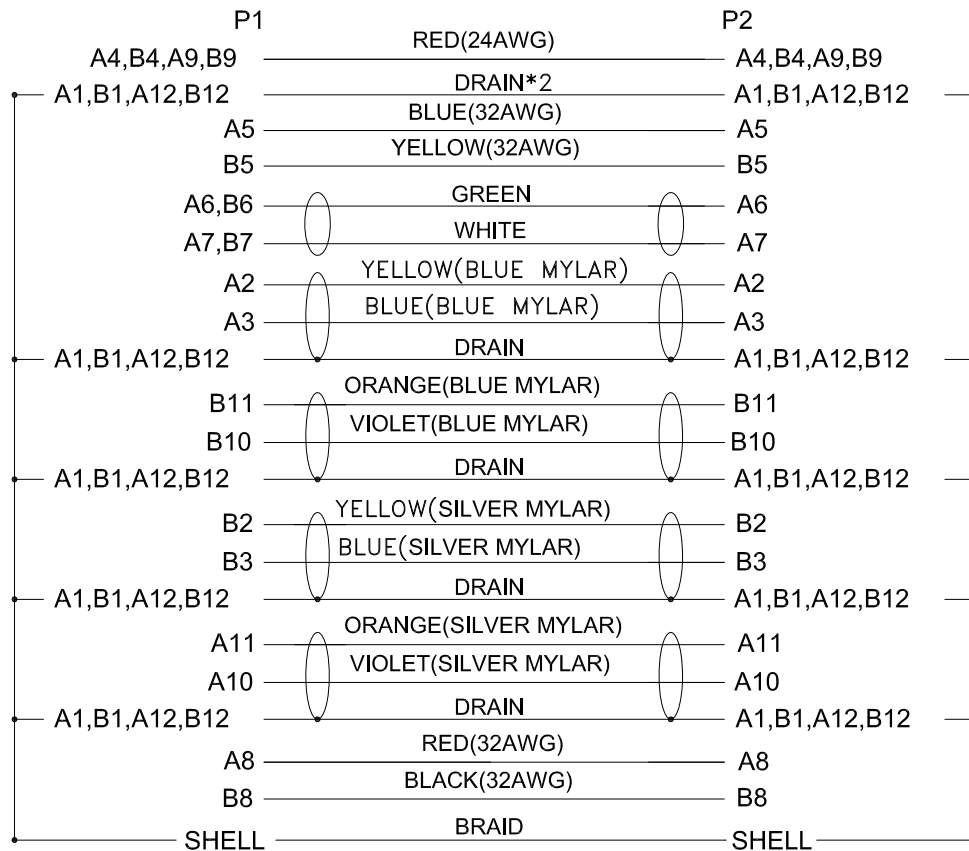 P1 P2
A4,B4,A9,B9 RED(24AWG) A4,B4,A9,B9
A1,B1,A12,B12 DRAIN*2 A1,B1,A12,B12
A5 BLUE(32AWG) A5
B5 YELLOW(32AWG) B5
A6,B6 GREEN A6
A7,B7 WHITE A7
A2 YELLOW(BLUE MYLAR) A2
A3 BLUE(BLUE MYLAR) A3
A1,B1,A12,B12 DRAIN A1,B1,A12,B12
B11 ORANGE(BLUE MYLAR) B11
B10 VIOLET(BLUE MYLAR) B10
A1,B1,A12,B12 DRAIN A1,B1,A12,B12
B2 YELLOW(SILVER MYLAR) B2
B3 BLUE(SILVER MYLAR) B3
A1,B1,A12,B12 DRAIN A1,B1,A12,B12
A11 ORANGE(SILVER MYLAR) A11
A10 VIOLET(SILVER MYLAR) A10
A1,B1,A12,B12 DRAIN A1,B1,A12,B12
A8 RED(32AWG) A8
B8 BLACK(32AWG) B8
SHELL BRAID SHELL